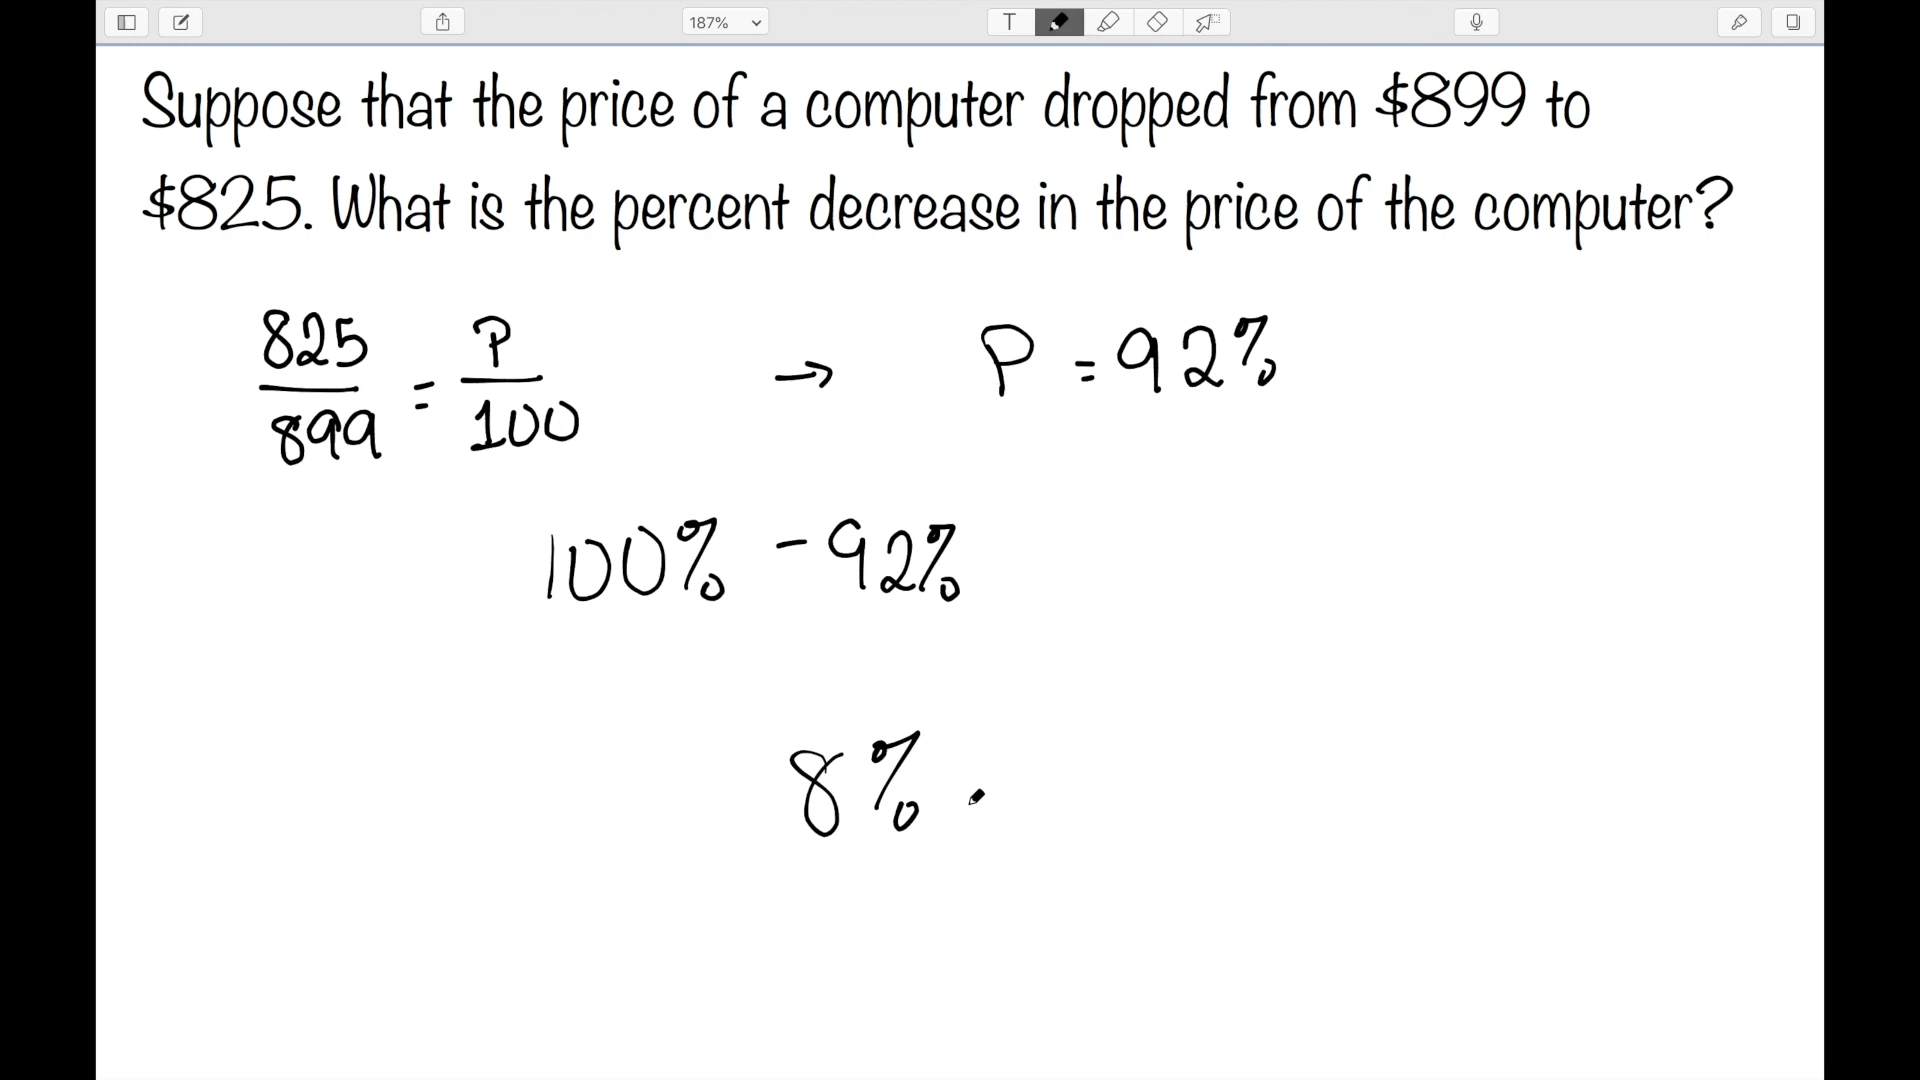 187%
T
Suppose that the price of a computer dropped from $899 to
$825. What is the percent decrease in the price of the computer?
825/899 = P/100 → P = 92%
100% - 92%
8%